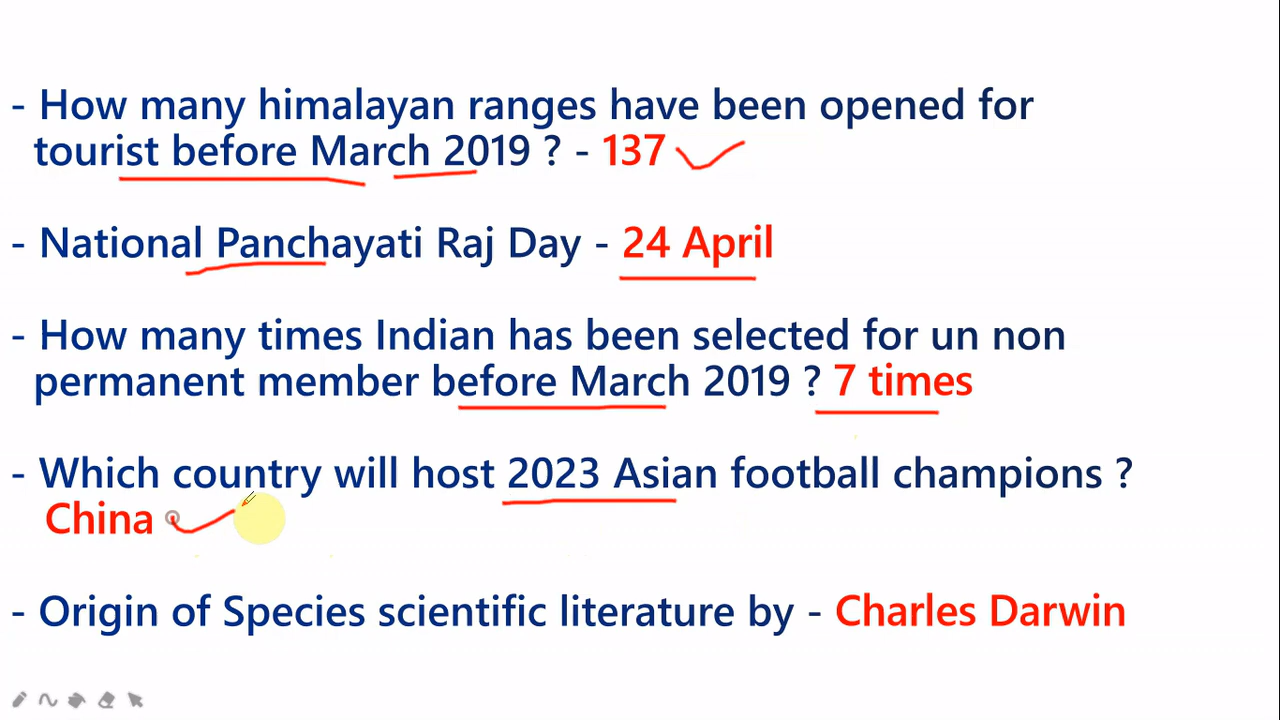 - How many himalayan ranges have been opened for
tourist before March 2019 ? - 137
- National Panchayati Raj Day - 24 April
- How many times Indian has been selected for un non
permanent member before March 2019 ? 7 times
- Which country will host 2023 Asian football champions ?
China
- Origin of Species scientific literature by - Charles Darwin